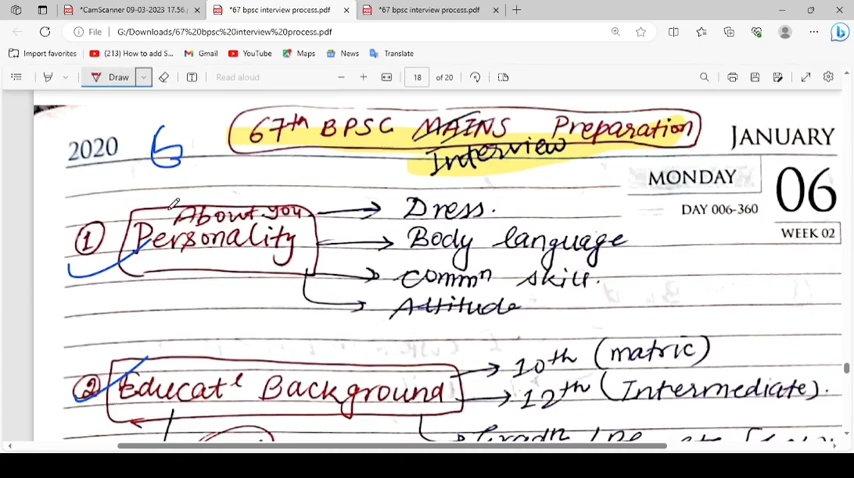 *CamScanner 09-03-2023 17.56.p
*67 bpsc interview process.pdf
*67 bpsc interview process.pdf
File
G:/Downloads/67%20bpsc%20interview%20process.pdf
Import favorites
(213) How to add S...
Gmail
YouTube
Maps
News
Translate
Draw
Read aloud
18
of 20
2020
6
67th BPSC MAINS Preparation
Interview
JANUARY
MONDAY
06
DAY 006-360
WEEK 02
① About you
Personality
Dress.
Body language
Commn skill.
Attitude
② Educatⁿ Background
10th (matric)
12th (Intermediate).